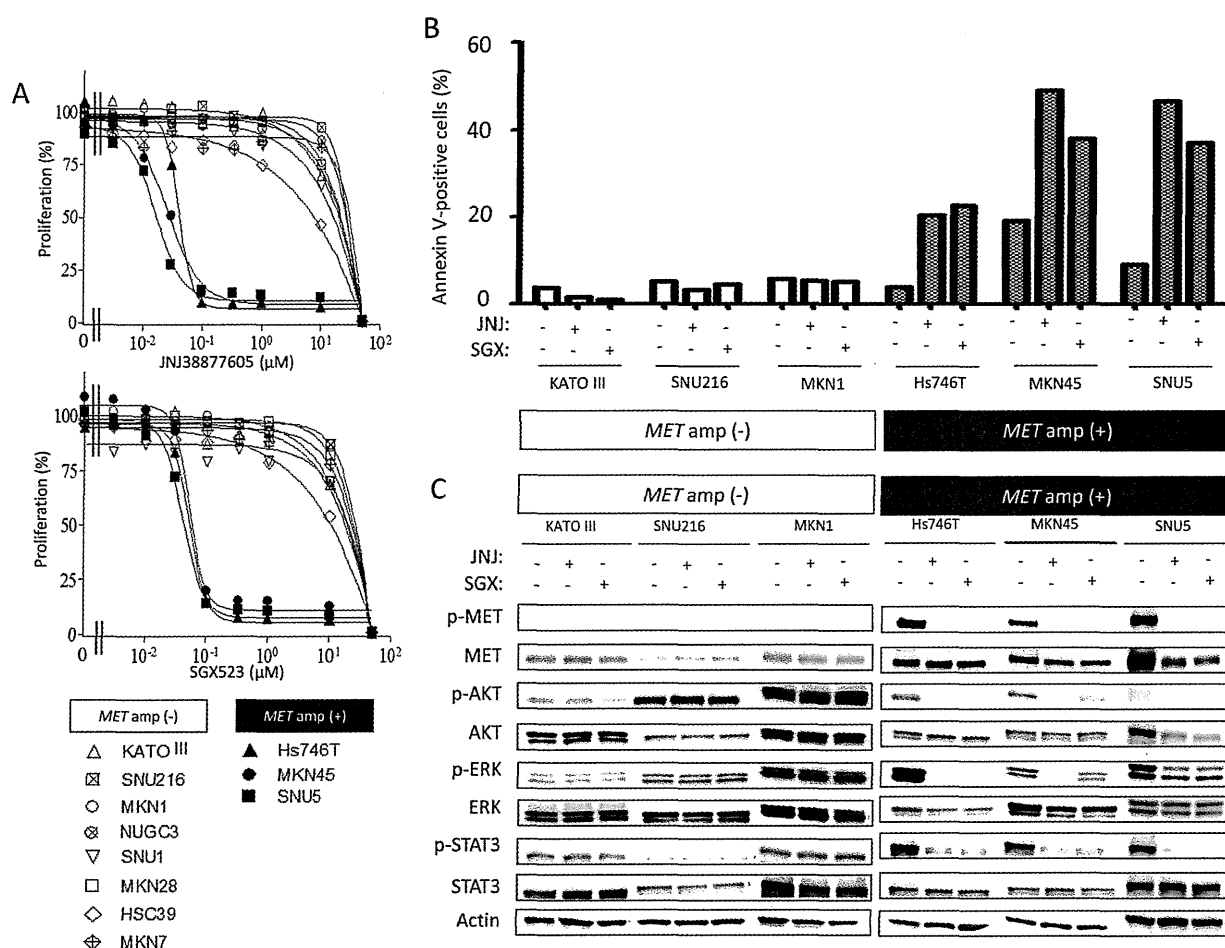 A
Proliferation (%)
100
75
50
25
0
0 10-2 10-1 10⁰ 10¹ 10²
JNJ38877605 (µM)
Proliferation (%)
100
75
50
25
0
0 10-2 10-1 10⁰ 10¹ 10²
SGX523 (µM)
MET amp (-)
KATO III
SNU216
MKN1
NUGC3
SNU1
MKN28
HSC39
MKN7
MET amp (+)
Hs746T
MKN45
SNU5
B
Annexin V-positive cells (%)
60
40
20
0
JNJ: - + - - + - - + - - + - - + - - + -
SGX: - - + - - + - - + - - + - - + - - +
KATO III SNU216 MKN1 Hs746T MKN45 SNU5
MET amp (-) MET amp (+)
C
MET amp (-) MET amp (+)
KATO III SNU216 MKN1 Hs746T MKN45 SNU5
JNJ: - + - - + - - + - - + - - + - - + -
SGX: - - + - - + - - + - - + - - + - - +
p-MET
MET
p-AKT
AKT
p-ERK
ERK
p-STAT3
STAT3
Actin